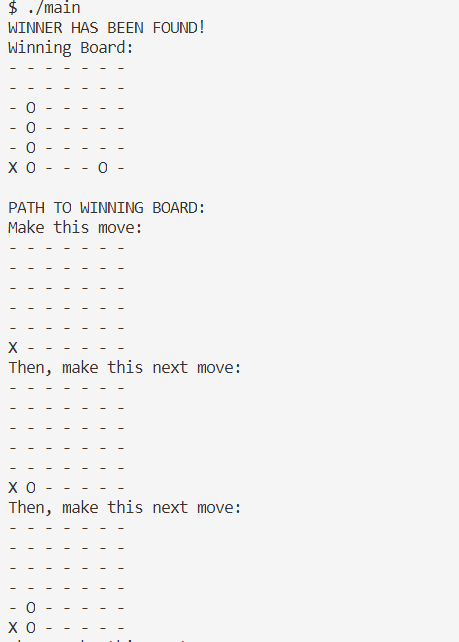 $ ./main
WINNER HAS BEEN FOUND!
Winning Board:
- - - - - - -
- - - - - - -
- O - - - - -
- O - - - - -
- O - - - - -
X O - - - O -
PATH TO WINNING BOARD:
Make this move:
- - - - - - -
- - - - - - -
- - - - - - -
- - - - - - -
- - - - - - -
X - - - - - -
Then, make this next move:
- - - - - - -
- - - - - - -
- - - - - - -
- - - - - - -
- - - - - - -
X O - - - - -
Then, make this next move:
- - - - - - -
- - - - - - -
- - - - - - -
- - - - - - -
- O - - - - -
X O - - - - -